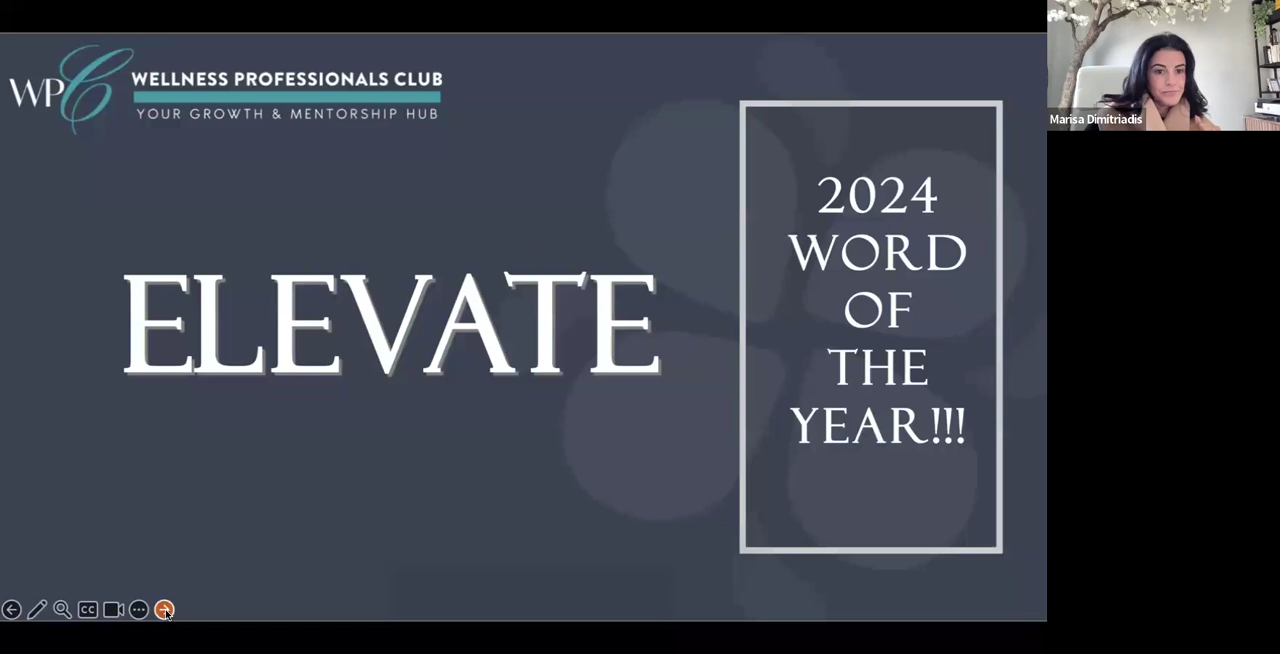 WPC WELLNESS PROFESSIONALS CLUB
YOUR GROWTH & MENTORSHIP HUB
ELEVATE
2024
WORD
OF
THE
YEAR!!!
Marisa Dimitriadis
CC